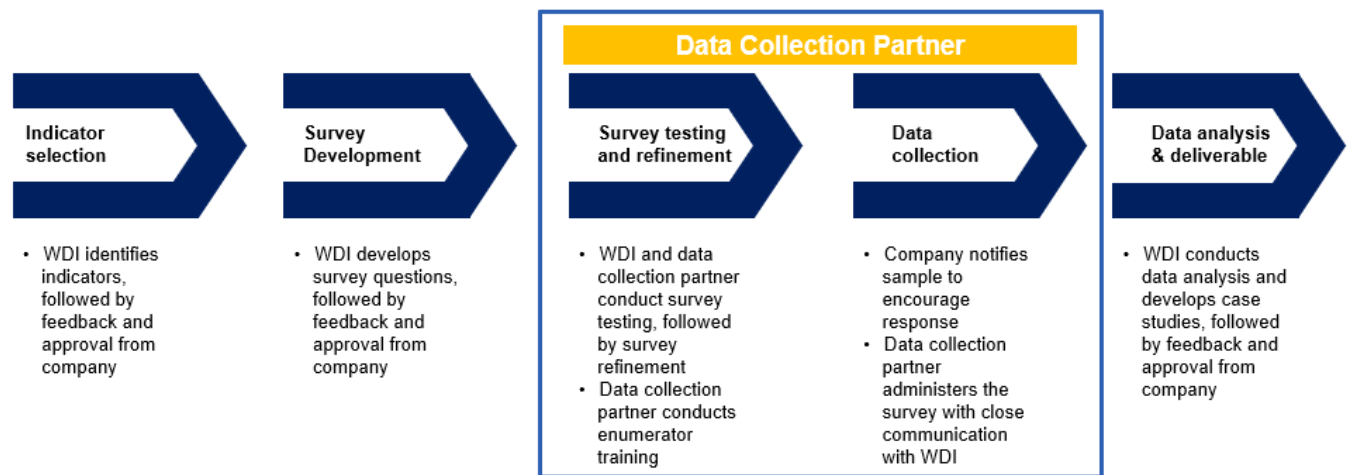 Data Collection Partner
Indicator
selection
Survey
Development
Survey testing
and refinement
Data
collection
Data analysis
& deliverable
• WDI identifies
indicators,
followed by
feedback and
approval from
company
• WDI develops
survey questions,
followed by
feedback and
approval from
company
• WDI and data
collection partner
conduct survey
testing, followed
by survey
refinement
• Data collection
partner conducts
enumerator
training
• Company notifies
sample to
encourage
response
• Data collection
partner
administers the
survey with close
communication
with WDI
• WDI conducts
data analysis and
develops case
studies, followed
by feedback and
approval from
company